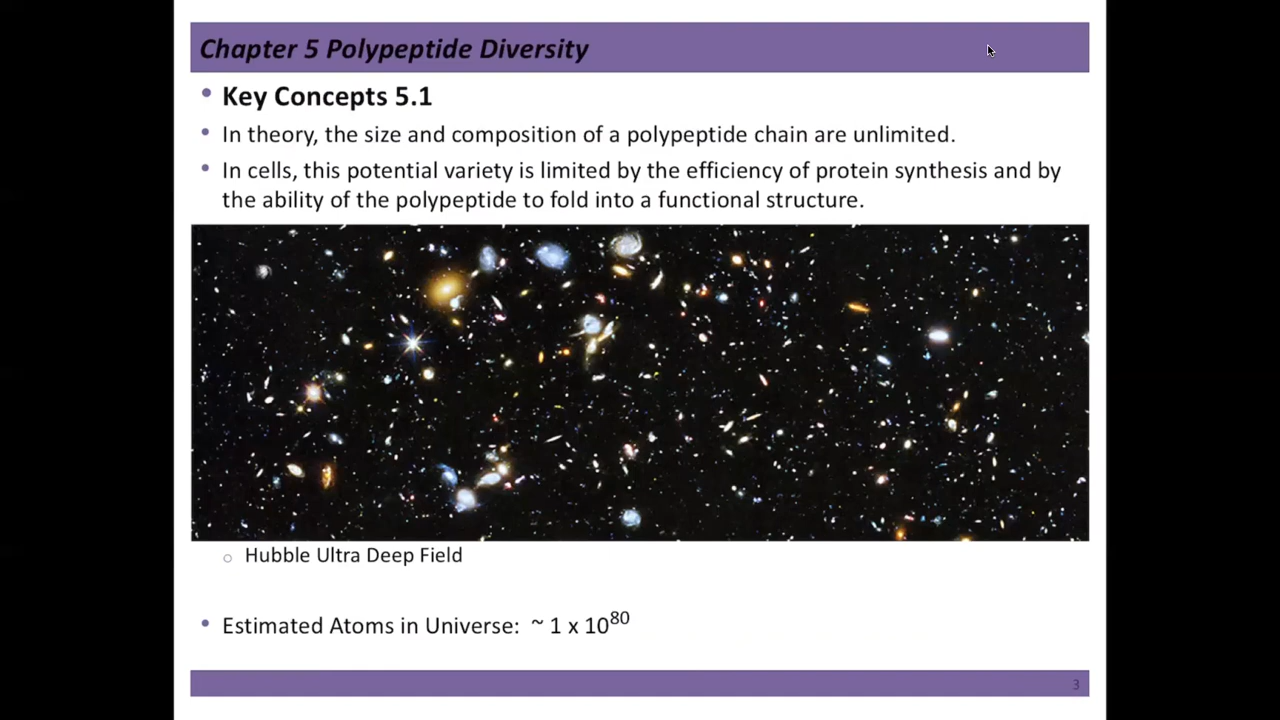 Chapter 5 Polypeptide Diversity
• Key Concepts 5.1
• In theory, the size and composition of a polypeptide chain are unlimited.
• In cells, this potential variety is limited by the efficiency of protein synthesis and by
the ability of the polypeptide to fold into a functional structure.
○ Hubble Ultra Deep Field
• Estimated Atoms in Universe: ~ 1 x 10⁸⁰
3